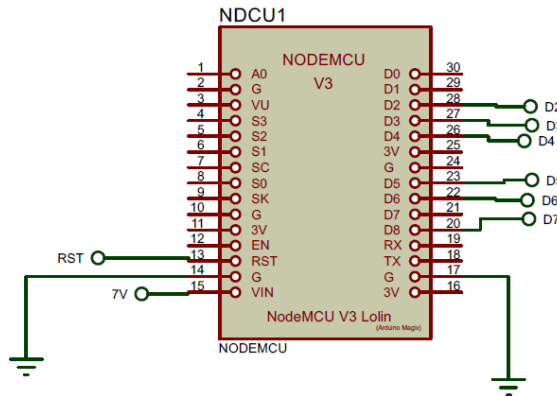 NDCU1
NODEMCU
V3
1 A0 D0 30
2 G D1 29
3 VU D2 28 D2
4 S3 D3 27
5 S2 D4 26 D4
6 S1 3V 25
7 SC G 24
8 S0 D5 23 D5
9 SK D6 22 D6
10 G D7 21
11 3V D8 20 D7
12 EN RX 19
RST 13 RST TX 18
14 G G 17
7V 15 VIN 3V 16
NodeMCU V3 Lolin
(Arduino Magix)
NODEMCU